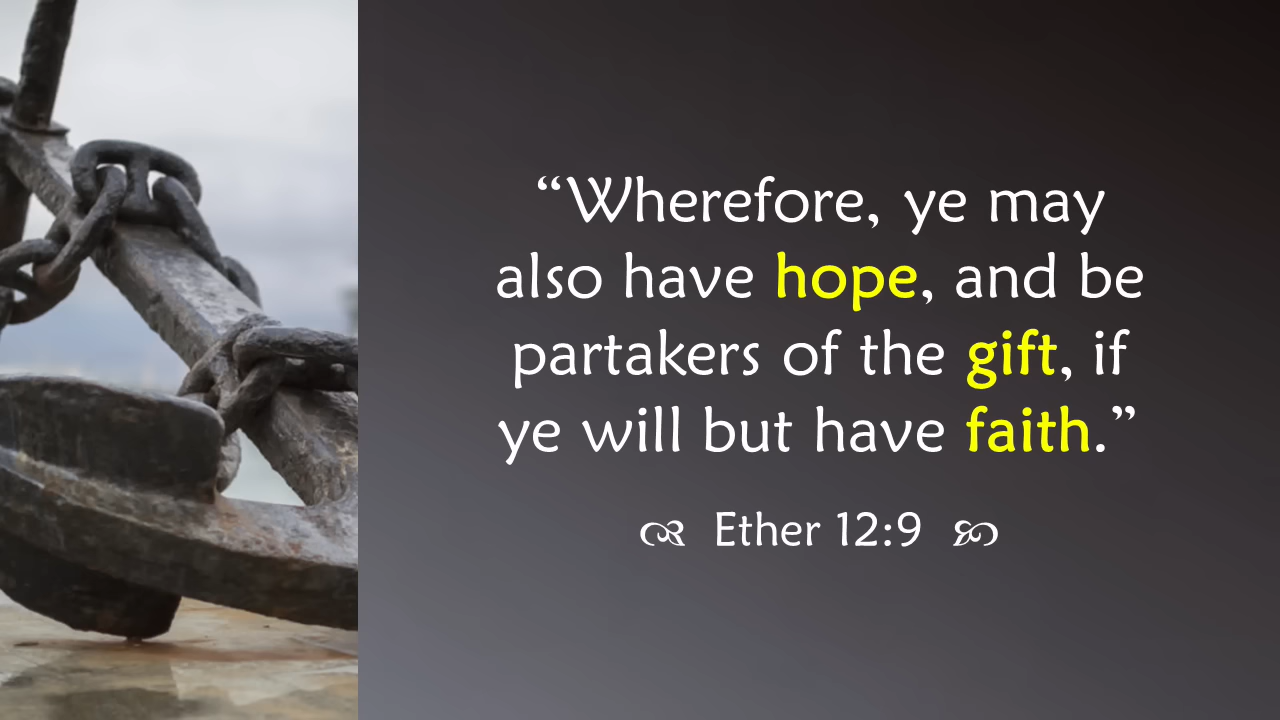 “Wherefore, ye may
also have hope, and be
partakers of the gift, if
ye will but have faith.”
Ether 12:9